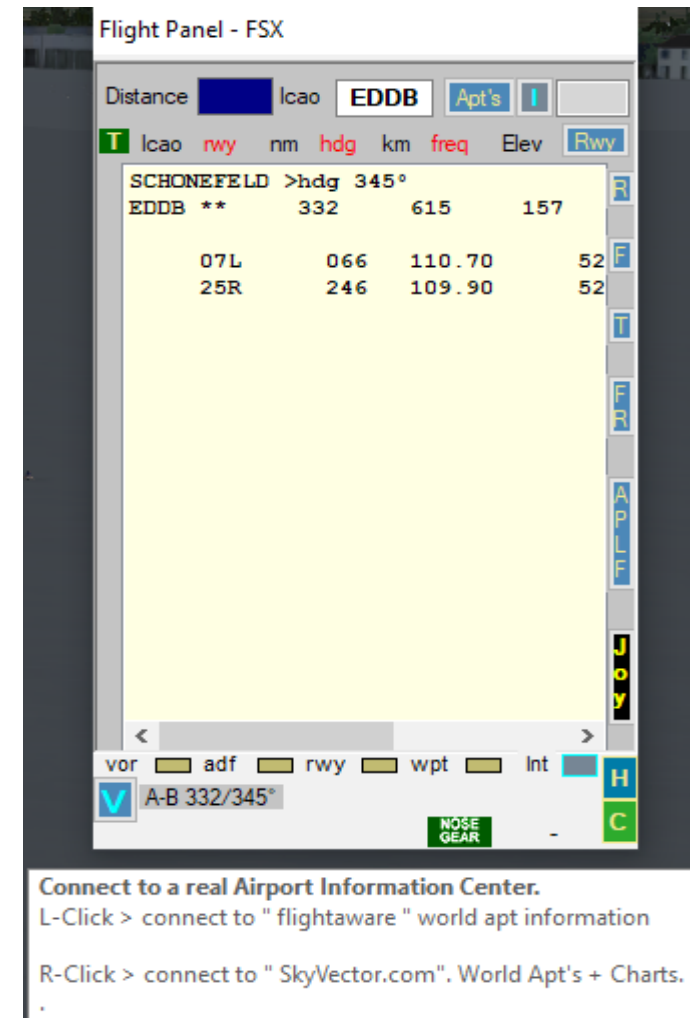 Flight Panel - FSX
Distance Icao EDDB Apt's I
T Icao rwy nm hdg km freq Elev Rwy
SCHONEFELD >hdg 345° R
EDDB ** 332 615 157
07L 066 110.70 52 F
25R 246 109.90 52
T
F
R
A
P
L
F
J
o
y
< >
vor adf rwy wpt Int H
V A-B 332/345°
NOSE
GEAR - C
Connect to a real Airport Information Center.
L-Click > connect to " flightaware " world apt information
R-Click > connect to " SkyVector.com". World Apt's + Charts.
.